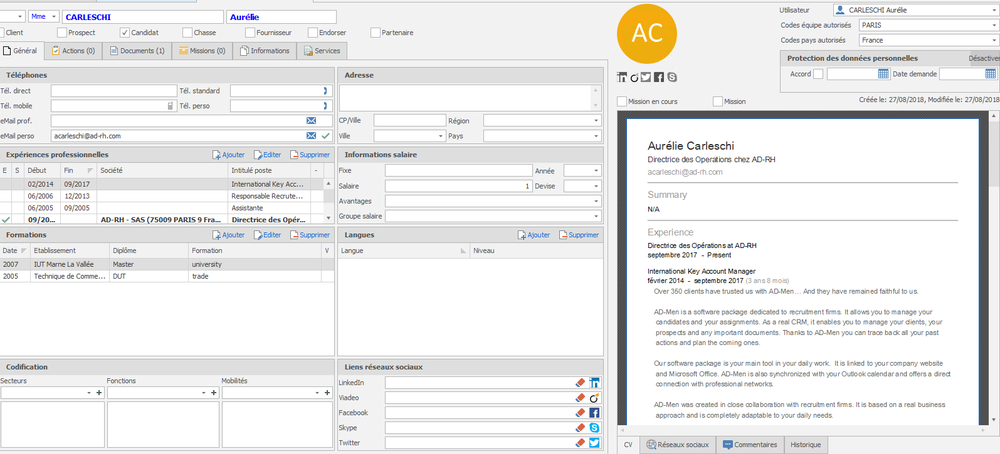 Mme CARLESCHI Aurélie
Client Prospect Candidat Chasse Fournisseur Endorser Partenaire
Général Actions (0) Documents (1) Missions (0) Informations Services
Téléphones
Tél. direct Tél. standard
Tél. mobile Tél. perso
eMail prof.
eMail perso acarleschi@ad-rh.com
Adresse
CP/Ville Région
Ville Pays
Expériences professionnelles Ajouter Editer Supprimer
E S Début Fin Société Intitulé poste -
02/2014 09/2017 International Key Acc...
06/2006 12/2013 Responsable Recrute...
06/2005 09/2005 Assistante
09/20... AD-RH - SAS (75009 PARIS 9 Fra... Directrice des Opér...
Informations salaire
Fixe Année
Salaire 1 Devise
Avantages
Groupe salaire
Formations Ajouter Editer Supprimer
Date Etablissement Diplôme Formation V
2007 IUT Marne La Vallée Master university
2005 Technique de Comme... DUT trade
Langues Ajouter Supprimer
Langue Niveau
Codification
Secteurs Fonctions Mobilités
Liens réseaux sociaux
LinkedIn
Viadeo
Facebook
Skype
Twitter
AC
Utilisateur CARLESCHI Aurélie
Codes équipe autorisés PARIS
Codes pays autorisés France
Protection des données personnelles Désactiver
Accord Date demande
Mission en cours Mission
Créée le: 27/08/2018, Modifiée le: 27/08/2018
Aurélie Carleschi
Directrice des Operations chez AD-RH
acarleschi@ad-rh.com
Summary
N/A
Experience
Directrice des Opérations at AD-RH
septembre 2017 - Present
International Key Account Manager
février 2014 - septembre 2017 (3 ans 8 mois)
Over 350 clients have trusted us with AD-Men… And they have remained faithful to us.
AD-Men is a software package dedicated to recruitment firms. It allows you to manage your
candidates and your assignments. As a real CRM, it enables you to manage your clients, your
prospects and any important documents. Thanks to AD-Men you can trace back all your past
actions and plan the coming ones.
Our software package is your main tool in your daily work. It is linked to your company website
and Microsoft Office. AD-Men is also synchronized with your Outlook calendar and offers a direct
connection with professional networks.
AD-Men was created in close collaboration with recruitment firms. It is based on a real business
approach and is completely adaptable to your daily needs.
CV Réseaux sociaux Commentaires Historique